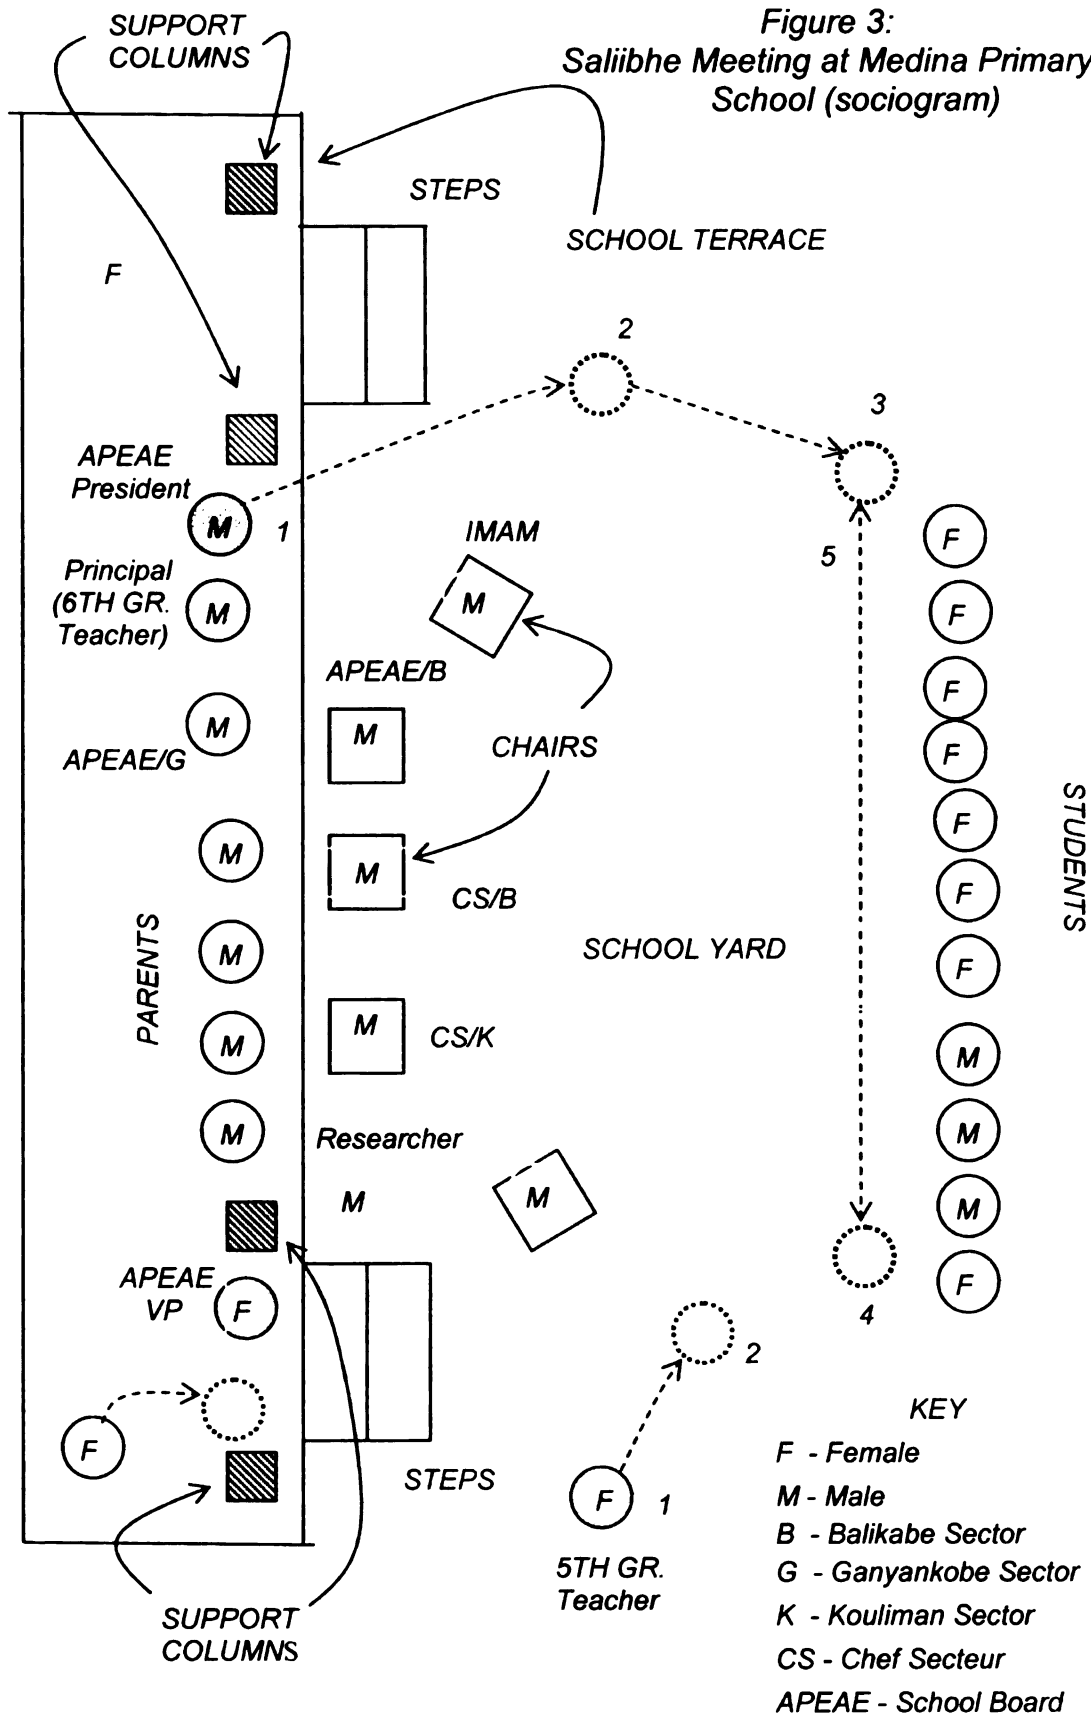 Figure 3:
Saliibhe Meeting at Medina Primary
School (sociogram)
SUPPORT
COLUMNS
STEPS
SCHOOL TERRACE
F
2
3
APEAE
President
M
1
5
F
IMAM
M
Principal
(6TH GR.
Teacher)
M
F
APEAE/B
F
M
APEAE/G
M
CHAIRS
F
F
STUDENTS
M
M
CS/B
F
PARENTS
M
SCHOOL YARD
F
M
M
CS/K
M
M
Researcher
M
M
M
M
APEAE
VP
F
F
4
2
F
STEPS
F
1
5TH GR.
Teacher
SUPPORT
COLUMNS
KEY
F - Female
M - Male
B - Balikabe Sector
G - Ganyankobe Sector
K - Kouliman Sector
CS - Chef Secteur
APEAE - School Board